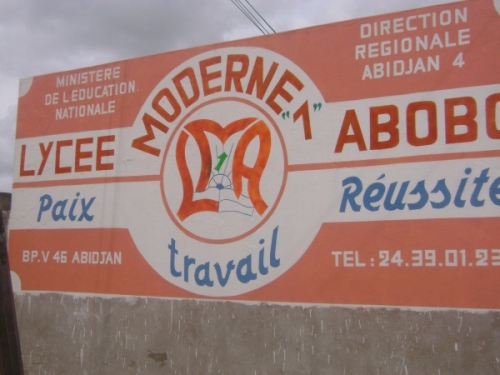 MINISTERE
DE L'EDUCATION
NATIONALE
DIRECTION
REGIONALE
ABIDJAN 4
LYCEE MODERNE "1" ABOBO
Paix
travail
Réussite
BP.V 46 ABIDJAN
TEL : 24.39.01.23